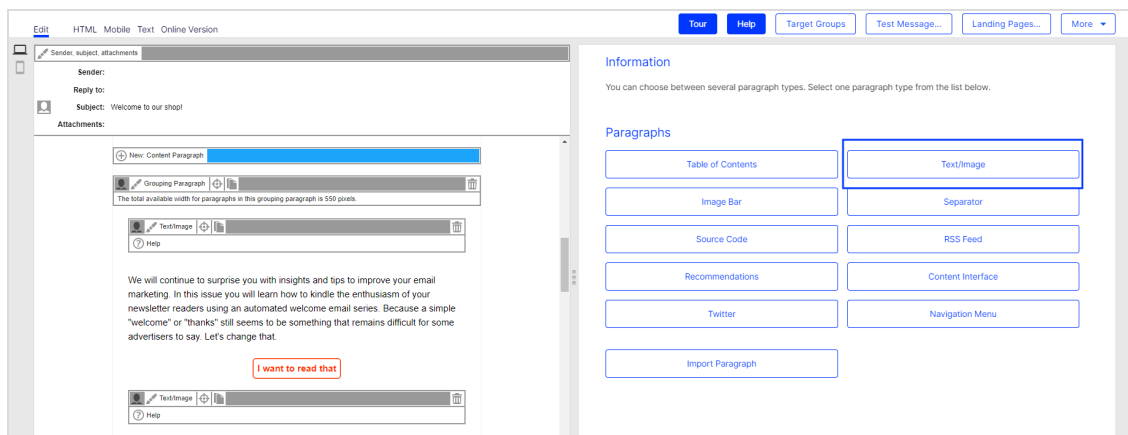 Edit HTML Mobile Text Online Version
Tour Help Target Groups Test Message... Landing Pages... More
Sender, subject, attachments
Sender:
Reply to:
Subject: Welcome to our shop!
Attachments:
New: Content Paragraph
Grouping Paragraph
The total available width for paragraphs in this grouping paragraph is 550 pixels.
Text/Image
? Help
We will continue to surprise you with insights and tips to improve your email
marketing. In this issue you will learn how to kindle the enthusiasm of your
newsletter readers using an automated welcome email series. Because a simple
"welcome" or "thanks" still seems to be something that remains difficult for some
advertisers to say. Let's change that.
I want to read that
Text/Image
? Help
Information
You can choose between several paragraph types. Select one paragraph type from the list below.
Paragraphs
Table of Contents Text/Image
Image Bar Separator
Source Code RSS Feed
Recommendations Content Interface
Twitter Navigation Menu
Import Paragraph